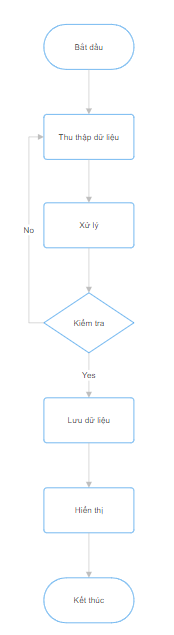 Bắt đầu
Thu thập dữ liệu
Xử lý
No
Kiểm tra
Yes
Lưu dữ liệu
Hiển thị
Kết thúc